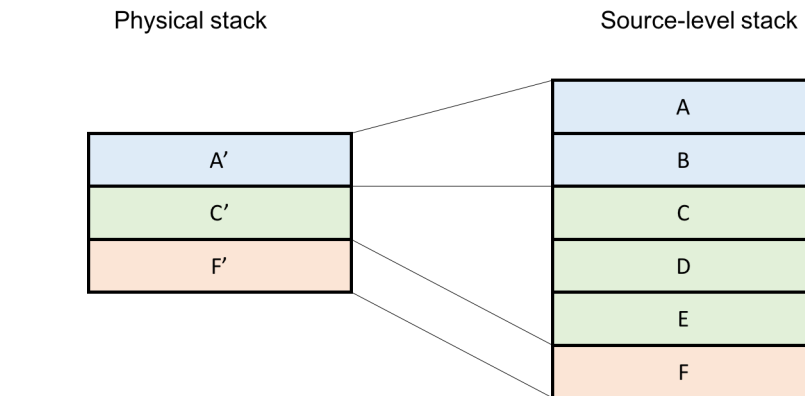 Physical stack
Source-level stack
A′
C′
F′
A
B
C
D
E
F